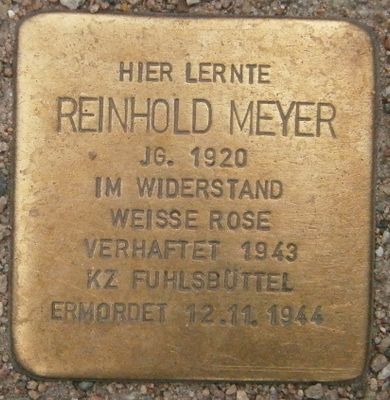 HIER LERNTE
REINHOLD MEYER
JG. 1920
IM WIDERSTAND
WEISSE ROSE
VERHAFTET 1943
KZ FUHLSBÜTTEL
ERMORDET 12.11.1944